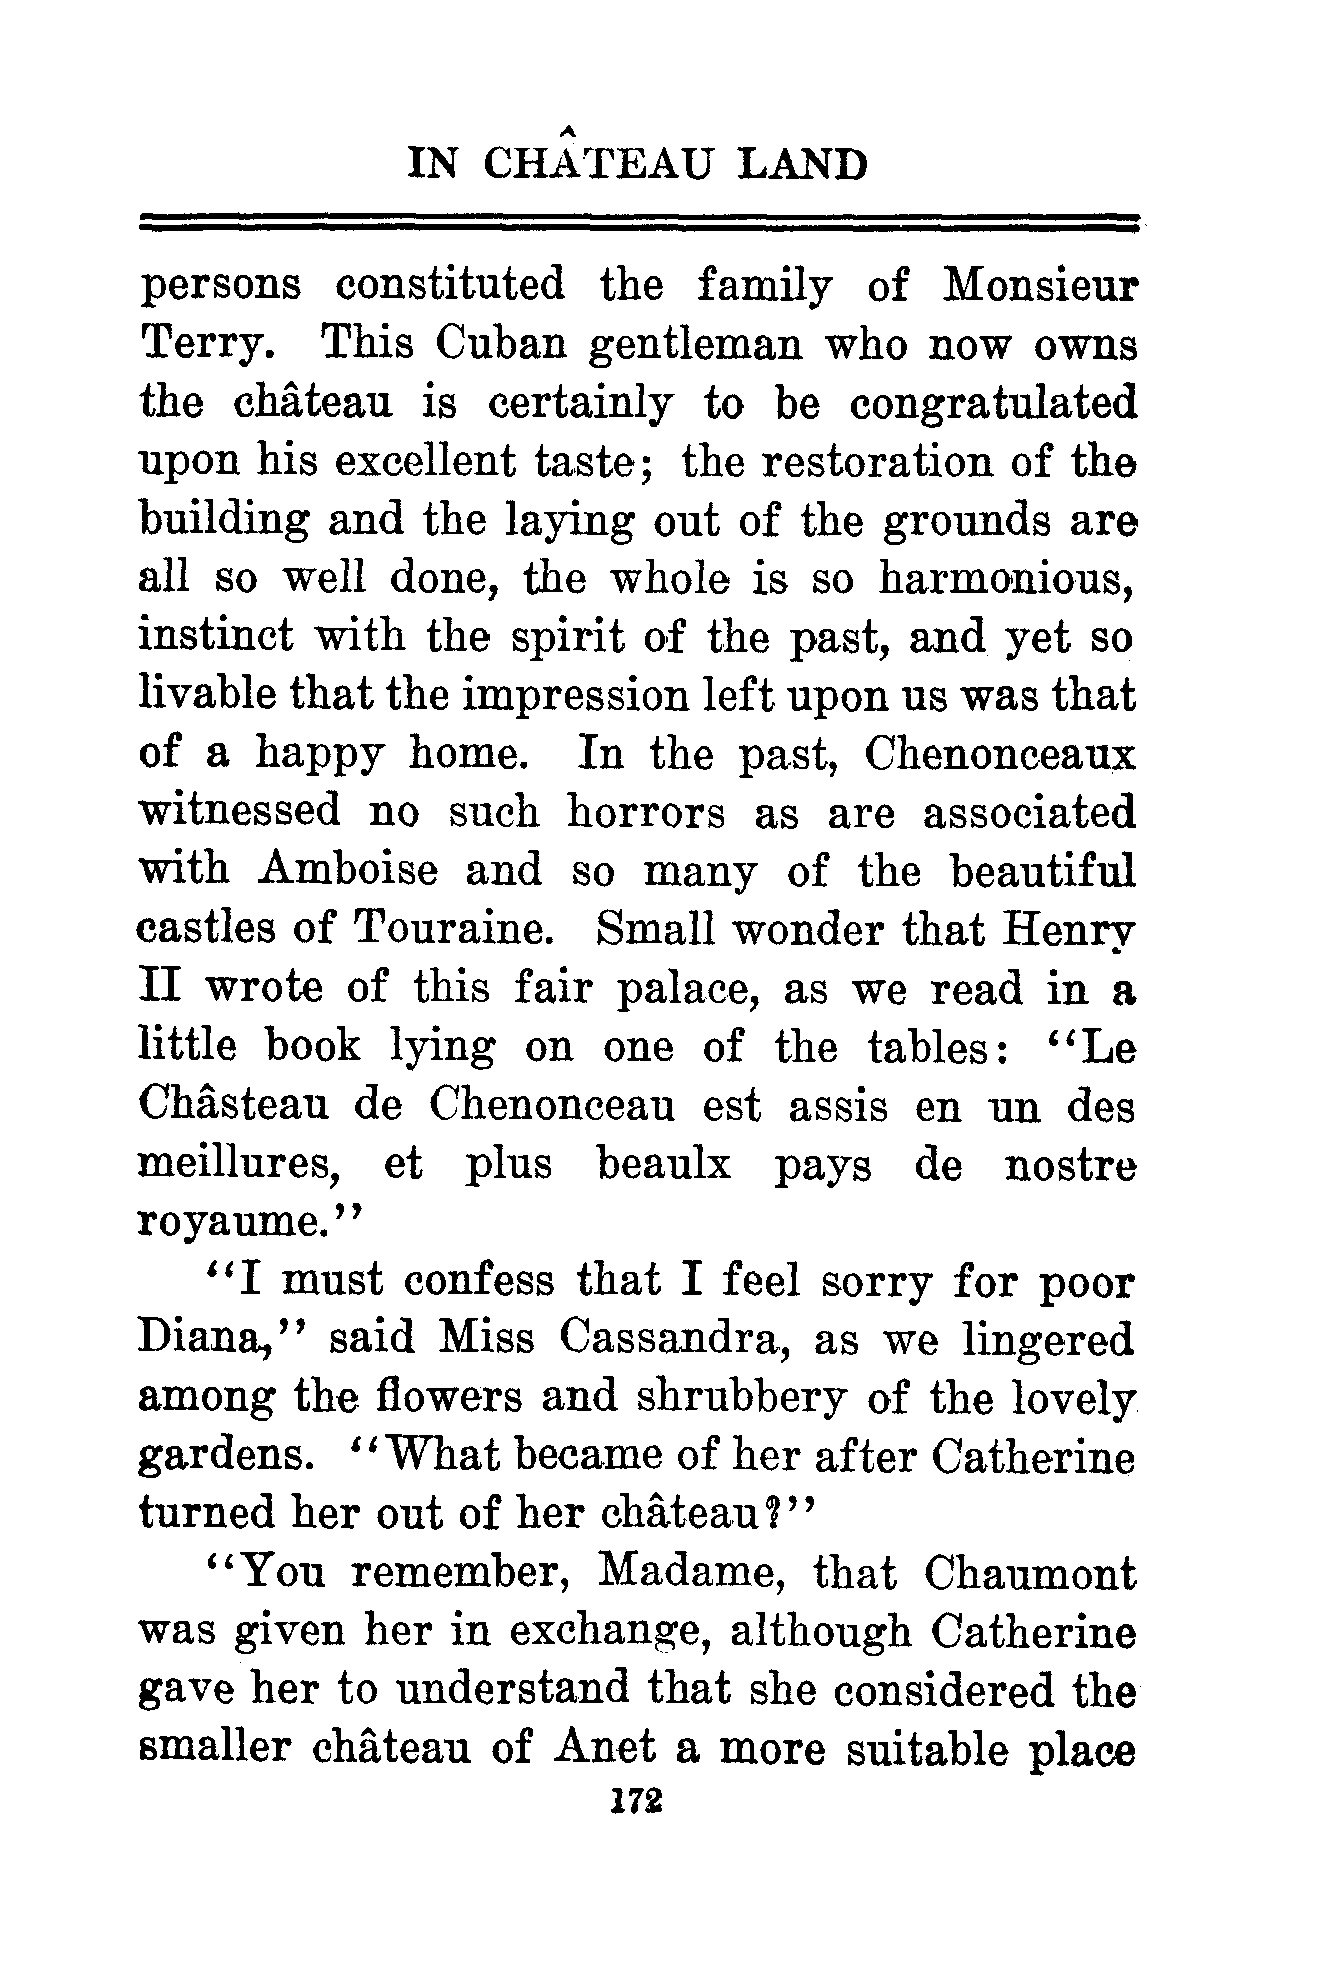 IN CHÂTEAU LAND
persons constituted the family of Monsieur
Terry. This Cuban gentleman who now owns
the château is certainly to be congratulated
upon his excellent taste; the restoration of the
building and the laying out of the grounds are
all so well done, the whole is so harmonious,
instinct with the spirit of the past, and yet so
livable that the impression left upon us was that
of a happy home. In the past, Chenonceaux
witnessed no such horrors as are associated
with Amboise and so many of the beautiful
castles of Touraine. Small wonder that Henry
II wrote of this fair palace, as we read in a
little book lying on one of the tables: “Le
Châsteau de Chenonceau est assis en un des
meillures, et plus beaulx pays de nostre
royaume.”
“I must confess that I feel sorry for poor
Diana,” said Miss Cassandra, as we lingered
among the flowers and shrubbery of the lovely
gardens. “What became of her after Catherine
turned her out of her château?”
“You remember, Madame, that Chaumont
was given her in exchange, although Catherine
gave her to understand that she considered the
smaller château of Anet a more suitable place
172